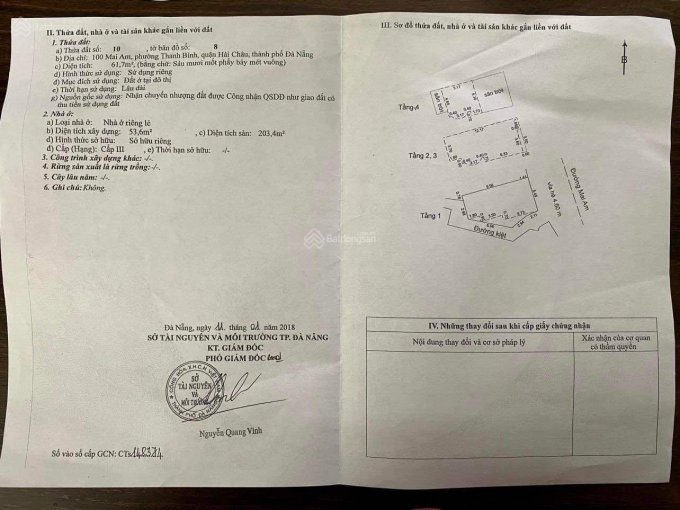 II. Thửa đất, nhà ở và tài sản khác gắn liền với đất
1. Thửa đất:
a) Thửa đất số: 10 , tờ bản đồ số: 8
b) Địa chỉ: 100 Mai Am, phường Thanh Bình, quận Hải Châu, thành phố Đà Nẵng
c) Diện tích: 61,7m², (bằng chữ: Sáu mươi mốt phẩy bảy mét vuông)
d) Hình thức sử dụng: Sử dụng riêng
đ) Mục đích sử dụng: Đất ở tại đô thị
e) Thời hạn sử dụng: Lâu dài
g) Nguồn gốc sử dụng: Nhận chuyển nhượng đất được Công nhận QSDĐ như giao đất có
thu tiền sử dụng đất
2. Nhà ở:
a) Loại nhà ở: Nhà ở riêng lẻ
b) Diện tích xây dựng: 53,6m² , c) Diện tích sàn: 203,4m²
d) Hình thức sở hữu: Sở hữu riêng
đ) Cấp (Hạng): Cấp III , e) Thời hạn sở hữu: -/-
3. Công trình xây dựng khác: -/-
4. Rừng sản xuất là rừng trồng: -/-
5. Cây lâu năm: -/-
6. Ghi chú: Không.
Batdongsan
Đà Nẵng, ngày 11 tháng 01 năm 2018
SỞ TÀI NGUYÊN VÀ MÔI TRƯỜNG TP. ĐÀ NẴNG
KT. GIÁM ĐỐC
PHÓ GIÁM ĐỐC
SỞ
TÀI NGUYÊN
VÀ
MÔI TRƯỜNG
Nguyễn Quang Vinh
Số vào sổ cấp GCN: CTs
III. Sơ đồ thửa đất, nhà ở và tài sản khác gắn liền với đất
B
Tầng 4
sân phơi
sân phơi
Tầng 2, 3
Tầng 1
Đường Mai Am
vỉa hè 4.80 m
Đường kiệt
IV. Những thay đổi sau khi cấp giấy chứng nhận
Nội dung thay đổi và cơ sở pháp lý
Xác nhận của cơ quan
có thẩm quyền